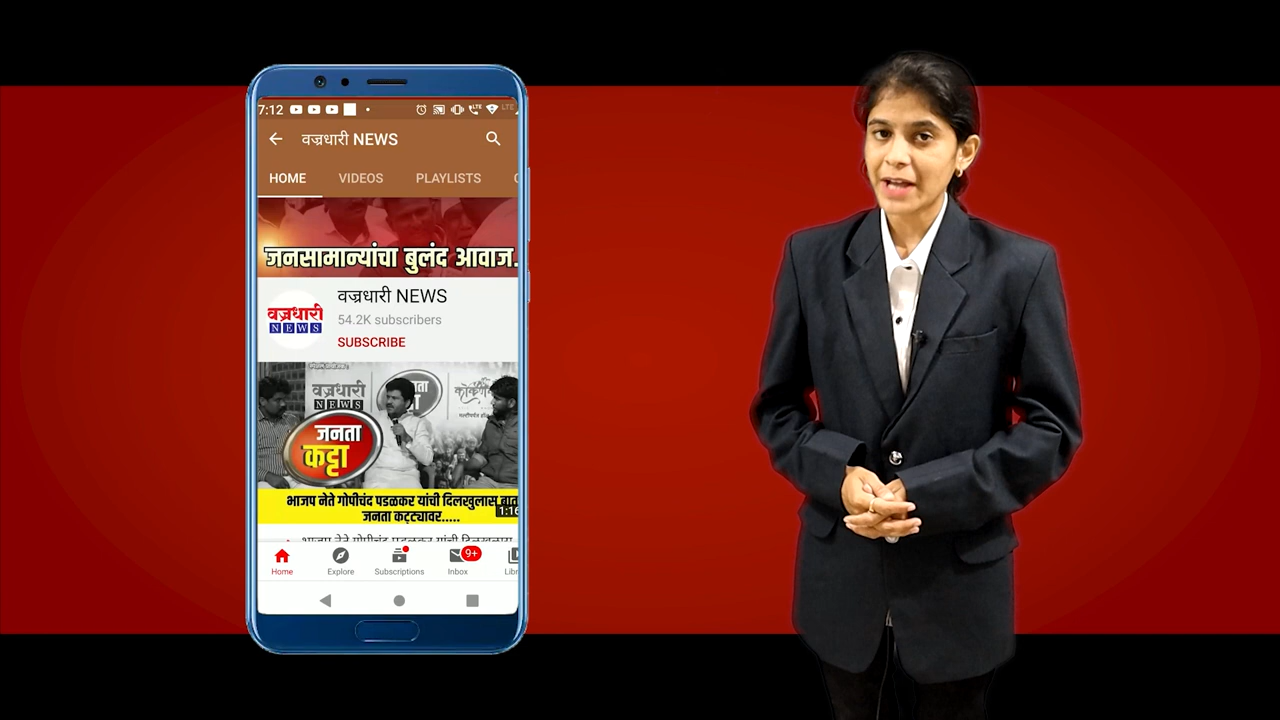 7:12
LTE
LTE
वज्रधारी NEWS
HOME VIDEOS PLAYLISTS
जनसामान्यांचा बुलंद आवाज.
वज्रधारी NEWS
54.2K subscribers
वज्रधारी
NEWS
SUBSCRIBE
वज्रधारी
NEWS
जनता
कट्टा
भाजप नेते गोपीचंद पडळकर यांची दिलखुलास
जनता कट्ट्यावर.....
1:16
Home Explore Subscriptions Inbox
9+